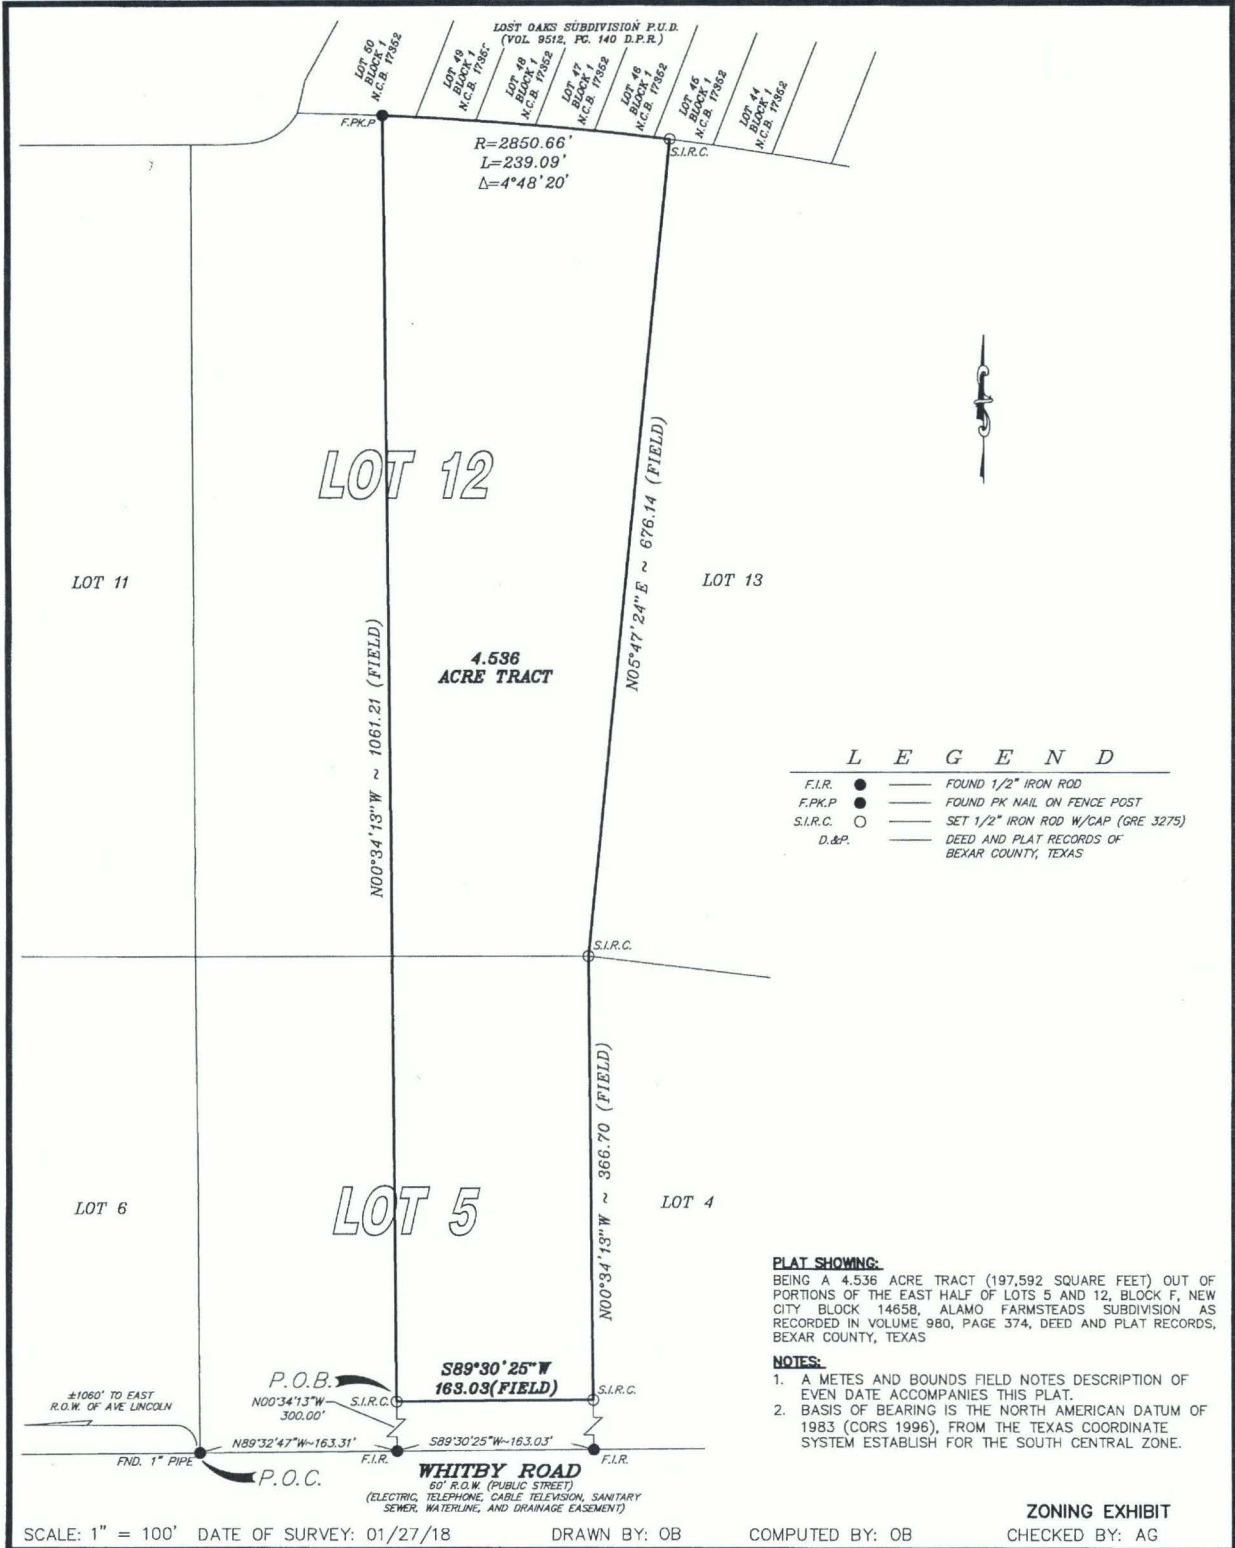 LOST OAKS SUBDIVISION P.U.D.
(VOL. 9512, PG. 140 D.P.R.)
LOT 50
BLOCK 1
N.C.B. 17352
LOT 49
BLOCK 1
LOT 48
BLOCK 1
N.C.B. 17352
LOT 47
BLOCK 1
N.C.B. 17352
LOT 46
BLOCK 1
N.C.B. 17352
LOT 45
BLOCK 1
N.C.B. 17352
LOT 44
BLOCK 1
N.C.B. 17352
F.PK.P
S.I.R.C.
R=2850.66'
L=239.09'
Δ=4°48'20"
LOT 12
LOT 11
LOT 13
N05°47'24"E ~ 676.14 (FIELD)
N00°34'13"W ~ 1061.21 (FIELD)
4.536
ACRE TRACT
L E G E N D
F.I.R. FOUND 1/2" IRON ROD
F.PK.P FOUND PK NAIL ON FENCE POST
S.I.R.C. SET 1/2" IRON ROD W/CAP (GRE 3275)
D.&P. DEED AND PLAT RECORDS OF
BEXAR COUNTY, TEXAS
S.I.R.C.
N00°34'13"W ~ 366.70 (FIELD)
LOT 6
LOT 5
LOT 4
PLAT SHOWING:
BEING A 4.536 ACRE TRACT (197,592 SQUARE FEET) OUT OF
PORTIONS OF THE EAST HALF OF LOTS 5 AND 12, BLOCK F, NEW
CITY BLOCK 14658, ALAMO FARMSTEADS SUBDIVISION AS
RECORDED IN VOLUME 980, PAGE 374, DEED AND PLAT RECORDS,
BEXAR COUNTY, TEXAS
NOTES:
1. A METES AND BOUNDS FIELD NOTES DESCRIPTION OF
EVEN DATE ACCOMPANIES THIS PLAT.
2. BASIS OF BEARING IS THE NORTH AMERICAN DATUM OF
1983 (CORS 1996), FROM THE TEXAS COORDINATE
SYSTEM ESTABLISH FOR THE SOUTH CENTRAL ZONE.
S89°30'25"W
163.03(FIELD)
P.O.B.
S.I.R.C.
S.I.R.C.
N00°34'13"W
300.00'
±1060' TO EAST
R.O.W. OF AVE LINCOLN
N89°32'47"W~163.31'
S89°30'25"W~163.03'
FND. 1" PIPE
P.O.C.
F.I.R.
F.I.R.
WHITBY ROAD
60' R.O.W. (PUBLIC STREET)
(ELECTRIC, TELEPHONE, CABLE TELEVISION, SANITARY
SEWER, WATERLINE, AND DRAINAGE EASEMENT)
ZONING EXHIBIT
SCALE: 1" = 100' DATE OF SURVEY: 01/27/18 DRAWN BY: OB COMPUTED BY: OB CHECKED BY: AG